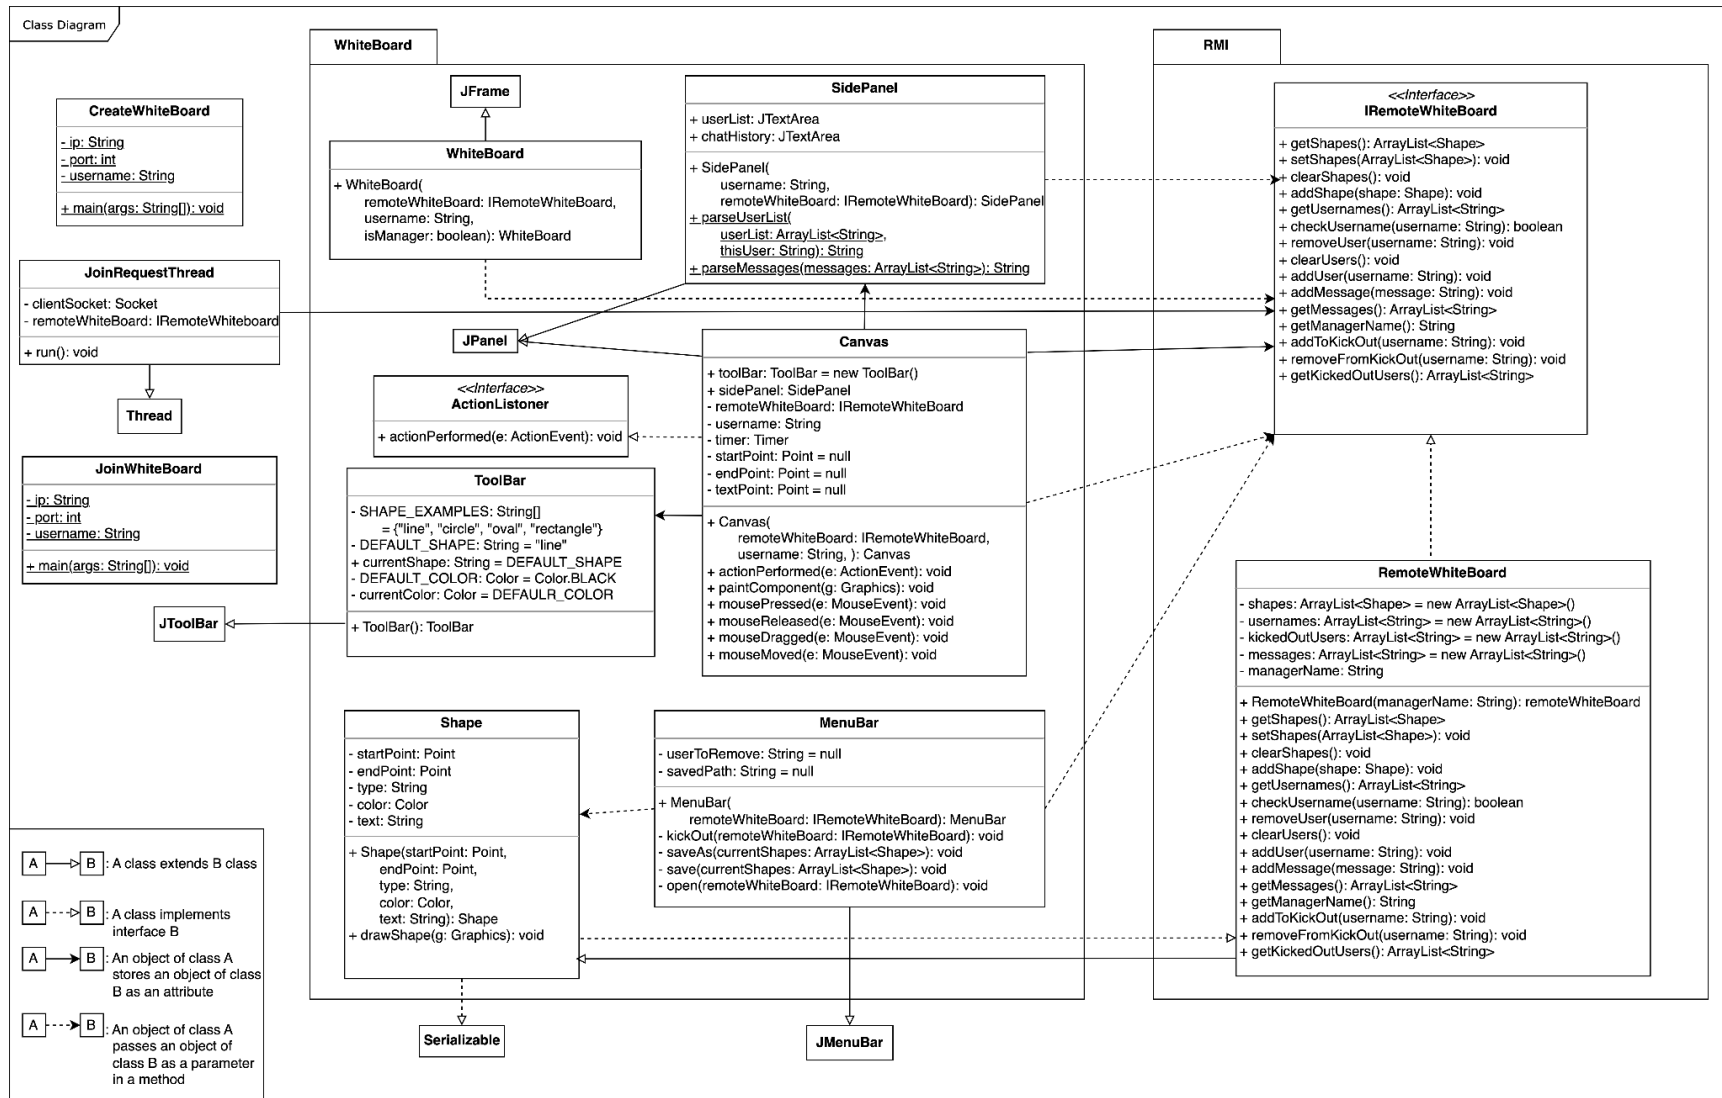 Class Diagram
CreateWhiteBoard
- ip: String
- port: int
- username: String
+ main(args: String[]): void
JoinRequestThread
- clientSocket: Socket
- remoteWhiteBoard: IRemoteWhiteboard
+ run(): void
Thread
JoinWhiteBoard
- ip: String
- port: int
- username: String
+ main(args: String[]): void
JToolBar
WhiteBoard
JFrame
WhiteBoard
+ WhiteBoard(
remoteWhiteBoard: IRemoteWhiteBoard,
username: String,
isManager: boolean): WhiteBoard
SidePanel
+ userList: JTextArea
+ chatHistory: JTextArea
+ SidePanel(
username: String,
remoteWhiteBoard: IRemoteWhiteBoard): SidePanel
+ parseUserList(
userList: ArrayList<String>,
thisUser: String): String
+ parseMessages(messages: ArrayList<String>): String
JPanel
<<Interface>>
ActionListoner
+ actionPerformed(e: ActionEvent): void
Canvas
+ toolBar: ToolBar = new ToolBar()
+ sidePanel: SidePanel
- remoteWhiteBoard: IRemoteWhiteBoard
- username: String
- timer: Timer
- startPoint: Point = null
- endPoint: Point = null
- textPoint: Point = null
+ Canvas(
remoteWhiteBoard: IRemoteWhiteBoard,
username: String, ): Canvas
+ actionPerformed(e: ActionEvent): void
+ paintComponent(g: Graphics): void
+ mousePressed(e: MouseEvent): void
+ mouseReleased(e: MouseEvent): void
+ mouseDragged(e: MouseEvent): void
+ mouseMoved(e: MouseEvent): void
ToolBar
- SHAPE_EXAMPLES: String[]
= {"line", "circle", "oval", "rectangle"}
- DEFAULT_SHAPE: String = "line"
+ currentShape: String = DEFAULT_SHAPE
- DEFAULT_COLOR: Color = Color.BLACK
- currentColor: Color = DEFAULR_COLOR
+ ToolBar(): ToolBar
Shape
- startPoint: Point
- endPoint: Point
- type: String
- color: Color
- text: String
+ Shape(startPoint: Point,
endPoint: Point,
type: String,
color: Color,
text: String): Shape
+ drawShape(g: Graphics): void
MenuBar
- userToRemove: String = null
- savedPath: String = null
+ MenuBar(
remoteWhiteBoard: IRemoteWhiteBoard): MenuBar
- kickOut(remoteWhiteBoard: IRemoteWhiteBoard): void
- saveAs(currentShapes: ArrayList<Shape>): void
- save(currentShapes: ArrayList<Shape>): void
- open(remoteWhiteBoard: IRemoteWhiteBoard): void
Serializable
JMenuBar
RMI
<<Interface>>
IRemoteWhiteBoard
+ getShapes(): ArrayList<Shape>
+ setShapes(ArrayList<Shape>): void
+ clearShapes(): void
+ addShape(shape: Shape): void
+ getUsernames(): ArrayList<String>
+ checkUsername(username: String): boolean
+ removeUser(username: String): void
+ clearUsers(): void
+ addUser(username: String): void
+ addMessage(message: String): void
+ getMessages(): ArrayList<String>
+ getManagerName(): String
+ addToKickOut(username: String): void
+ removeFromKickOut(username: String): void
+ getKickedOutUsers(): ArrayList<String>
RemoteWhiteBoard
- shapes: ArrayList<Shape> = new ArrayList<Shape>()
- usernames: ArrayList<String> = new ArrayList<String>()
- kickedOutUsers: ArrayList<String> = new ArrayList<String>()
- messages: ArrayList<String> = new ArrayList<String>()
- managerName: String
+ RemoteWhiteBoard(managerName: String): remoteWhiteBoard
+ getShapes(): ArrayList<Shape>
+ setShapes(ArrayList<Shape>): void
+ clearShapes(): void
+ addShape(shape: Shape): void
+ getUsernames(): ArrayList<String>
+ checkUsername(username: String): boolean
+ removeUser(username: String): void
+ clearUsers(): void
+ addUser(username: String): void
+ addMessage(message: String): void
+ getMessages(): ArrayList<String>
+ getManagerName(): String
+ addToKickOut(username: String): void
+ removeFromKickOut(username: String): void
+ getKickedOutUsers(): ArrayList<String>
A B : A class extends B class
A B : A class implements
interface B
A B : An object of class A
stores an object of class
B as an attribute
A B : An object of class A
passes an object of
class B as a parameter
in a method